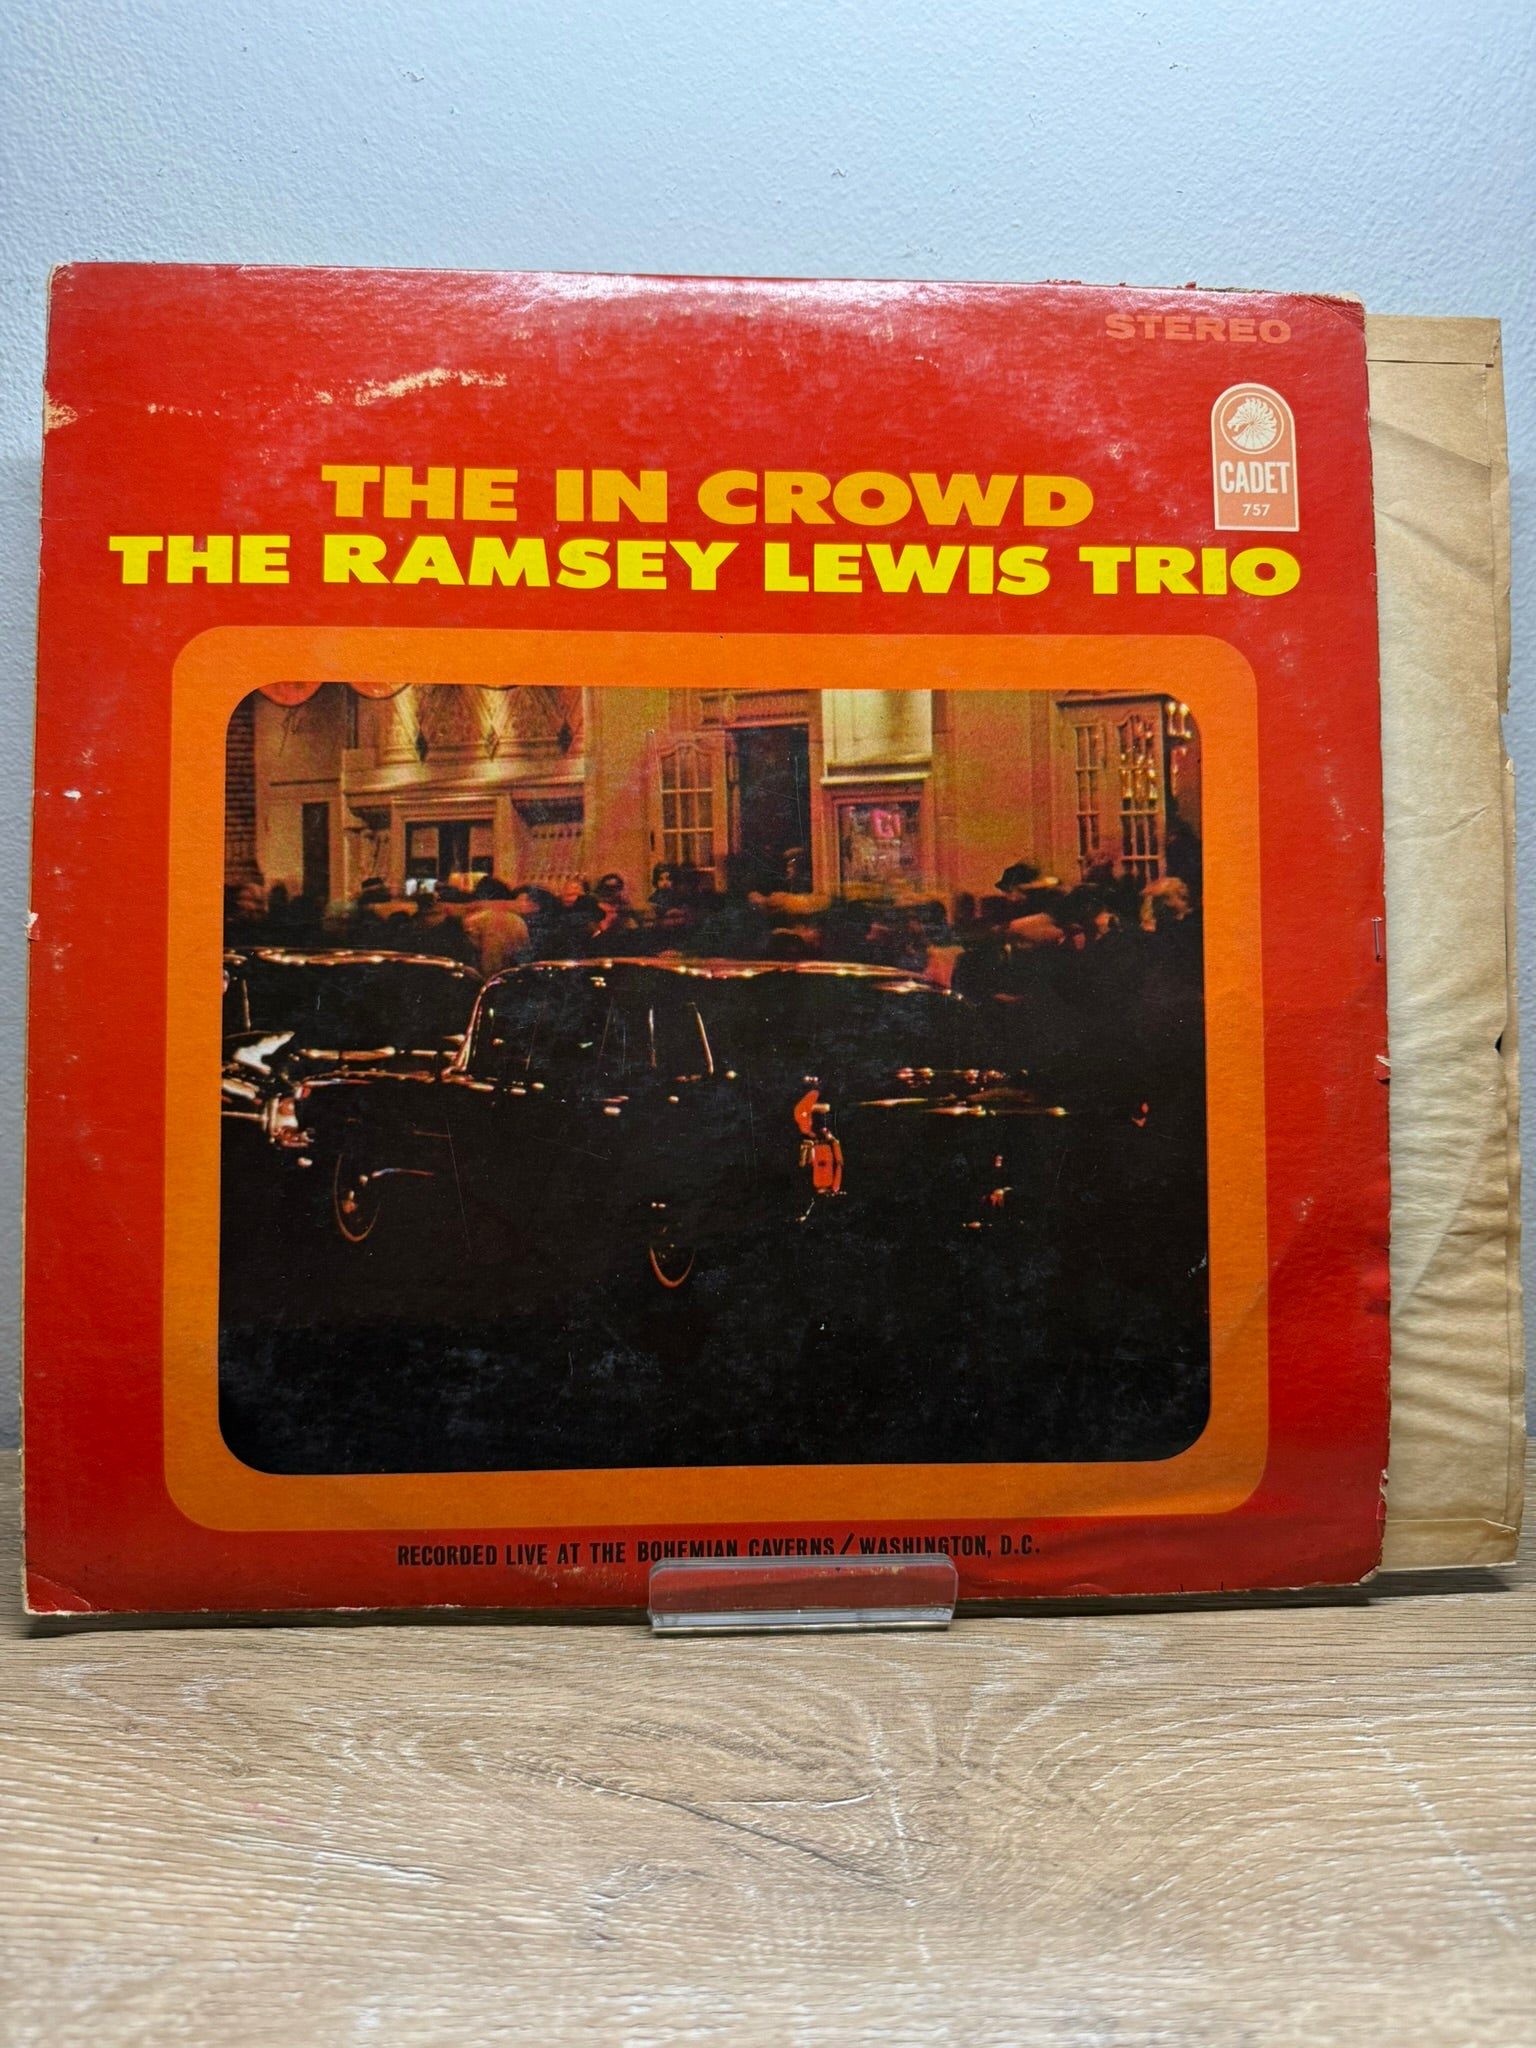 STEREO
CADET
757
THE IN CROWD
THE RAMSEY LEWIS TRIO
RECORDED LIVE AT THE BOHEMIAN CAVERNS/WASHINGTON, D.C.